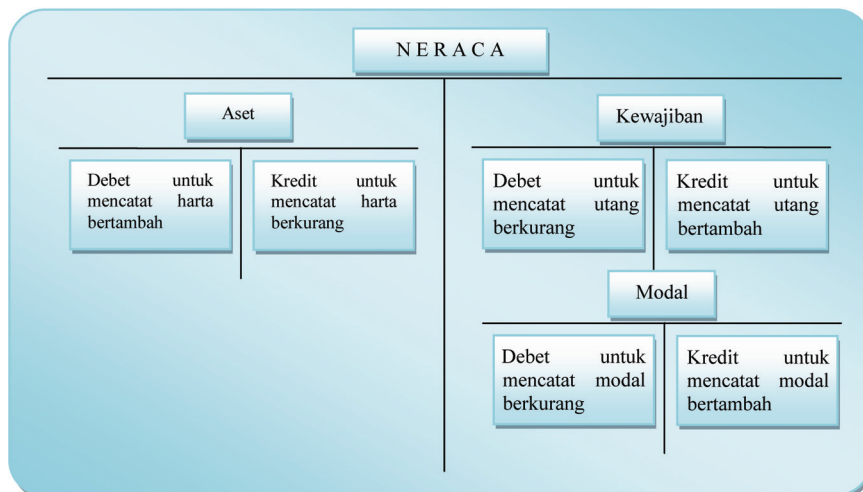 N E R A C A
Aset
Debet untuk
mencatat harta
bertambah
Kredit untuk
mencatat harta
berkurang
Kewajiban
Debet untuk
mencatat utang
berkurang
Kredit untuk
mencatat utang
bertambah
Modal
Debet untuk
mencatat modal
berkurang
Kredit untuk
mencatat modal
bertambah